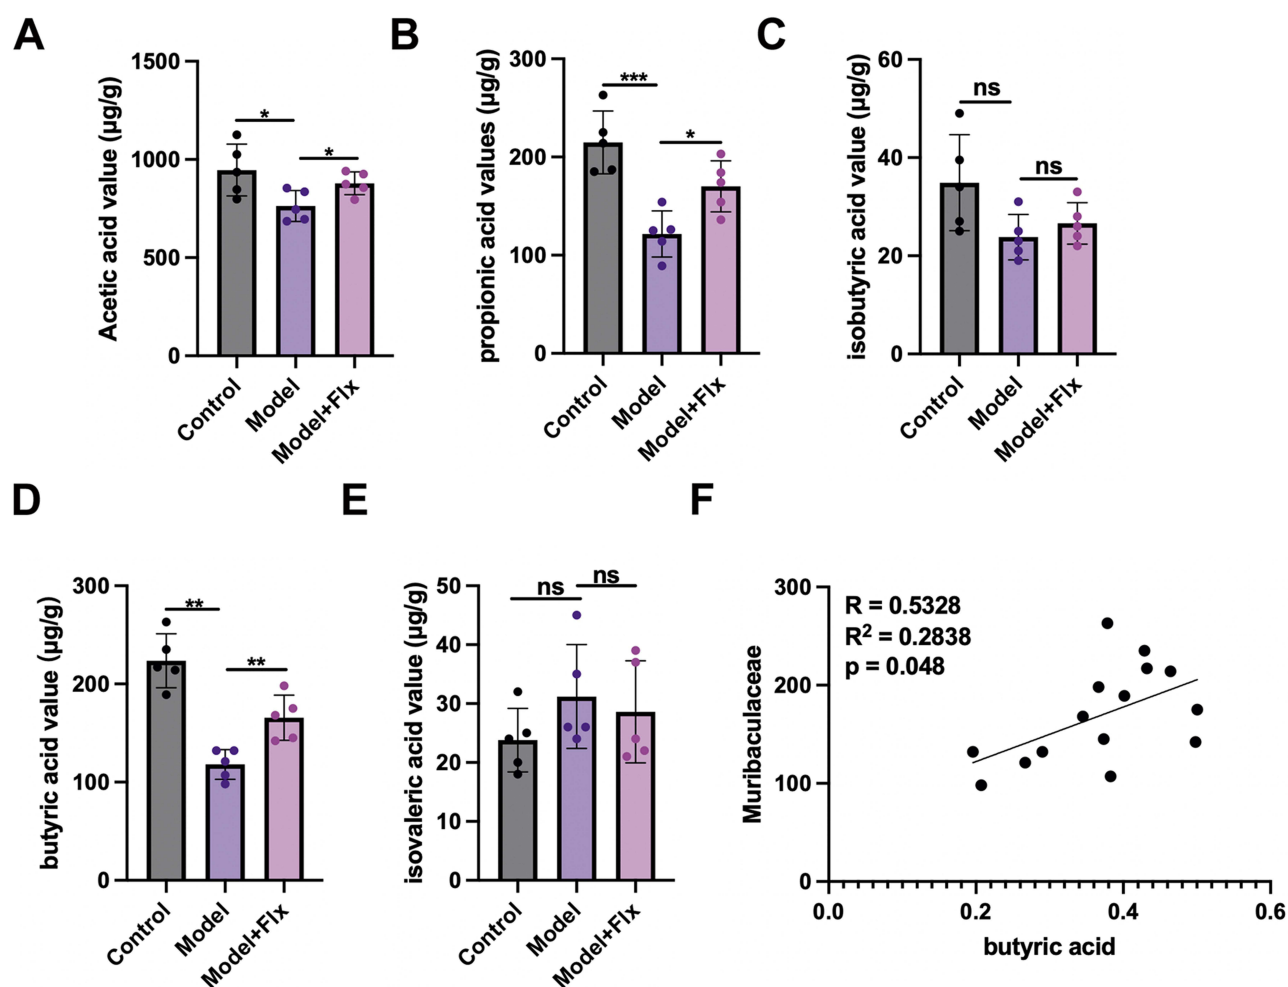 A
Acetic acid value (μg/g)
1500
1000
500
0
*
*
Control
Model
Model+Flx
B
propionic acid values (μg/g)
300
200
100
0
***
*
Control
Model
Model+Flx
C
isobutyric acid value (μg/g)
60
40
20
0
ns
ns
Control
Model
Model+Flx
D
butyric acid value (μg/g)
300
200
100
0
**
**
Control
Model
Model+Flx
E
isovaleric acid value (μg/g)
50
40
30
20
10
0
ns
ns
Control
Model
Model+Flx
F
Muribaculaceae
300
200
100
0
R = 0.5328
R² = 0.2838
p = 0.048
0.0
0.2
0.4
0.6
butyric acid